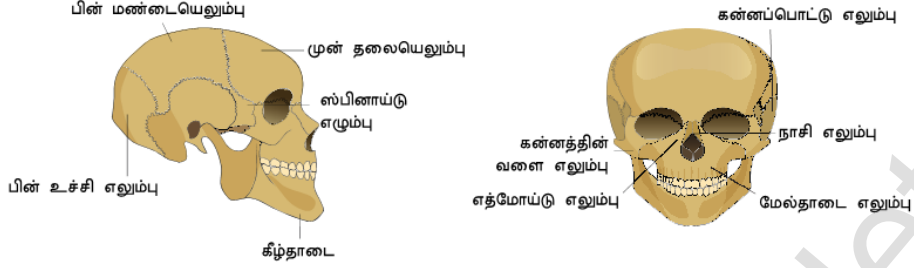 பின் மண்டையெலும்பு
முன் தலையெலும்பு
ஸ்பினாய்டு
எழும்பு
பின் உச்சி எலும்பு
கீழ்தாடை
கன்னப்பொட்டு எலும்பு
நாசி எலும்பு
கன்னத்தின்
வளை எலும்பு
எத்மோய்டு எலும்பு
மேல்தாடை எலும்பு